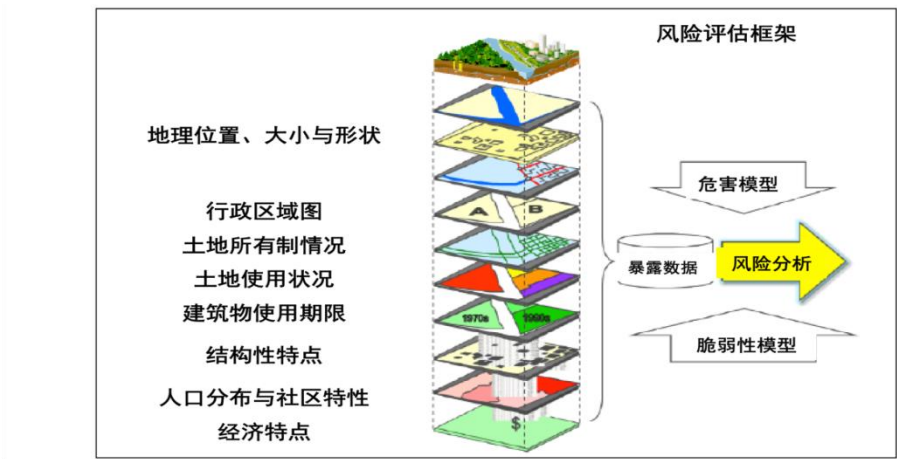 风险评估框架
地理位置、大小与形状
行政区域图
土地所有制情况
土地使用状况
建筑物使用期限
结构性特点
人口分布与社区特性
经济特点
A
B
1970s
1990s
$
危害模型
暴露数据
风险分析
脆弱性模型